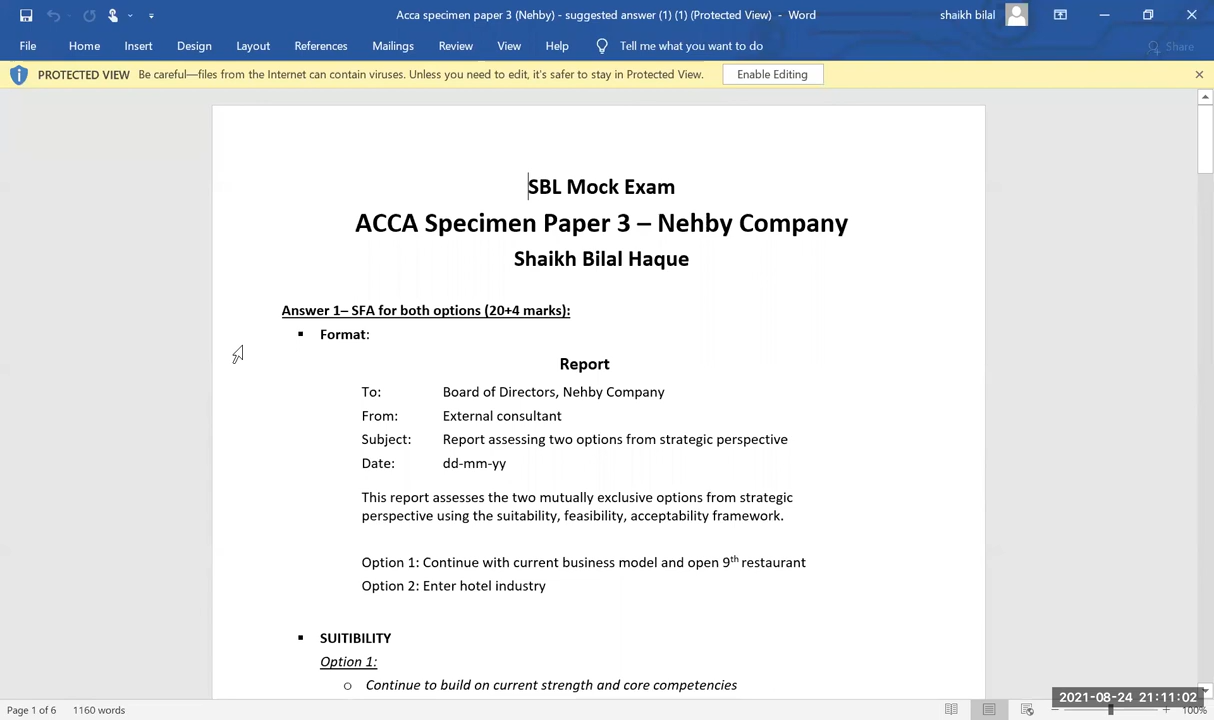 Acca specimen paper 3 (Nehby) - suggested answer (1) (1) (Protected View) - Word
shaikh bilal
File Home Insert Design Layout References Mailings Review View Help Tell me what you want to do Share
PROTECTED VIEW Be careful—files from the Internet can contain viruses. Unless you need to edit, it's safer to stay in Protected View. Enable Editing
SBL Mock Exam
ACCA Specimen Paper 3 – Nehby Company
Shaikh Bilal Haque
Answer 1– SFA for both options (20+4 marks):
▪ Format:
Report
To: Board of Directors, Nehby Company
From: External consultant
Subject: Report assessing two options from strategic perspective
Date: dd-mm-yy
This report assesses the two mutually exclusive options from strategic
perspective using the suitability, feasibility, acceptability framework.
Option 1: Continue with current business model and open 9th restaurant
Option 2: Enter hotel industry
▪ SUITIBILITY
Option 1:
o Continue to build on current strength and core competencies
2021-08-24 21:11:02
Page 1 of 6 1160 words 100%